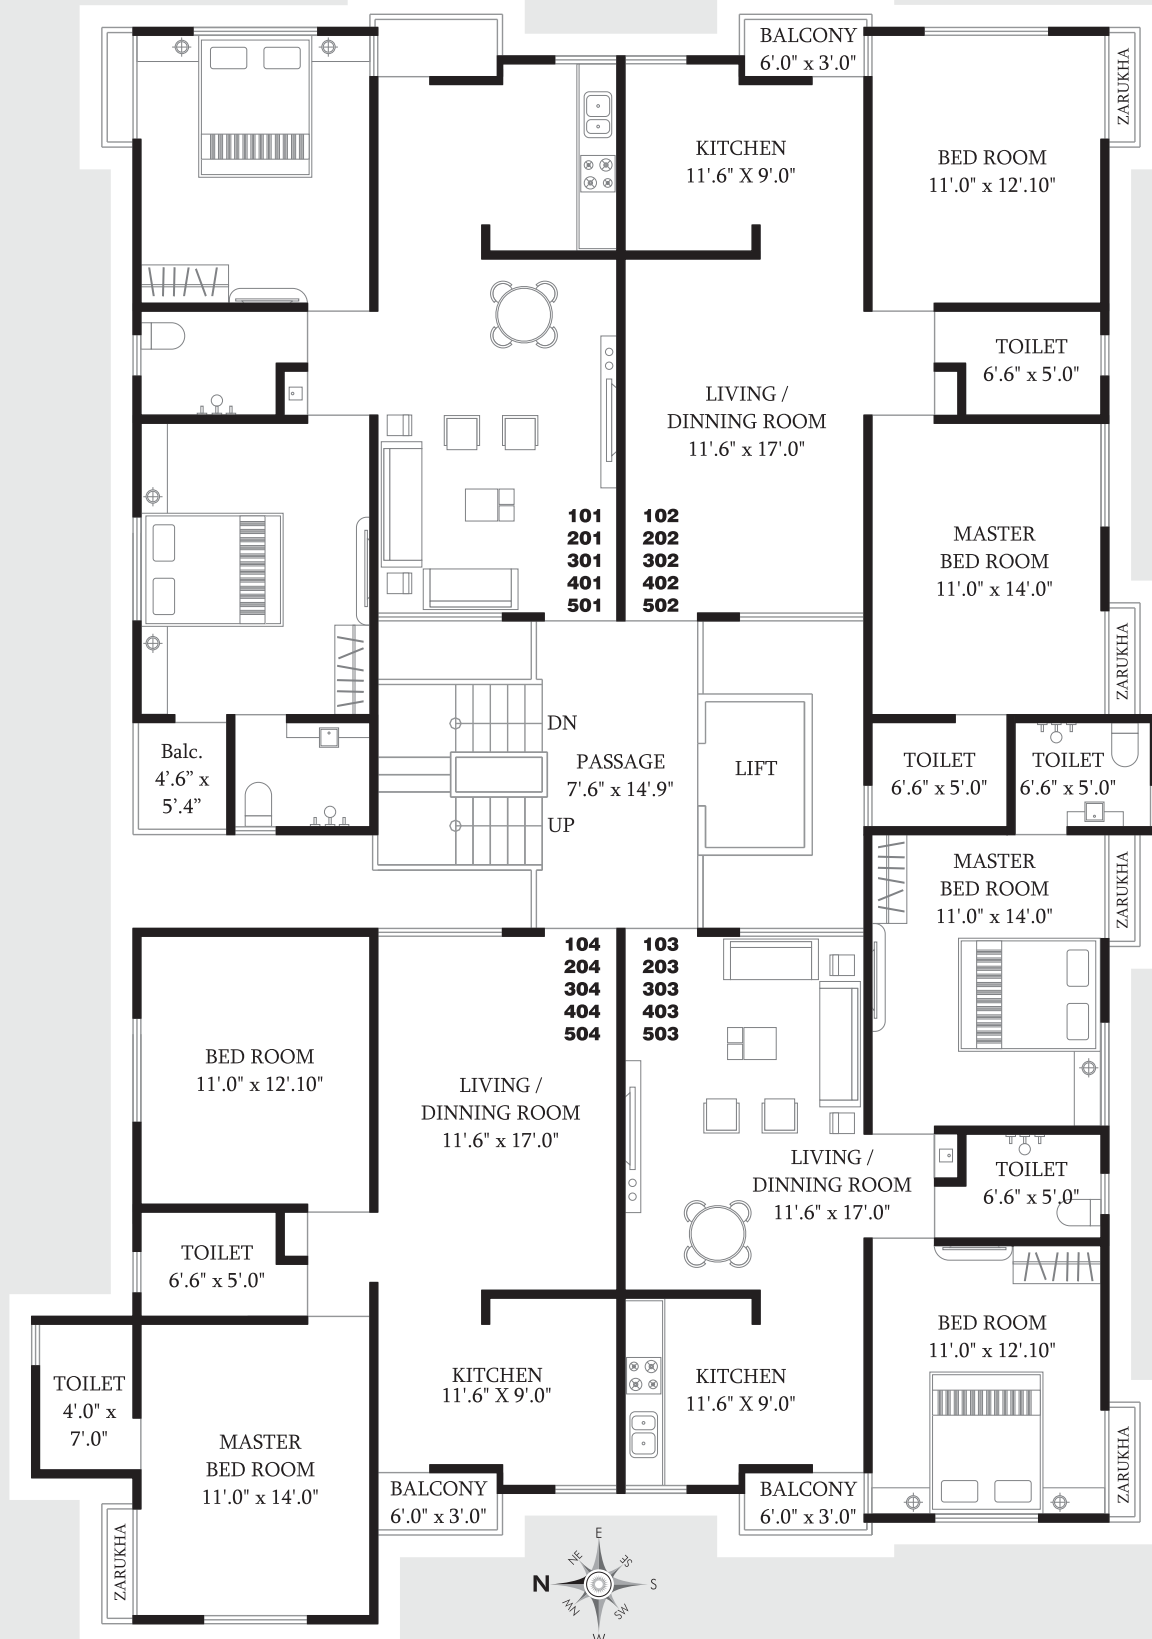 BALCONY
6'.0" x 3'.0"
ZARUKHA
KITCHEN
11'.6" X 9'.0"
BED ROOM
11'.0" x 12'.10"
TOILET
6'.6" x 5'.0"
LIVING /
DINNING ROOM
11'.6" x 17'.0"
101
201
301
401
501
102
202
302
402
502
MASTER
BED ROOM
11'.0" x 14'.0"
ZARUKHA
Balc.
4’.6” x
5’.4”
DN
PASSAGE
7'.6" x 14'.9"
UP
LIFT
TOILET
6'.6" x 5'.0"
TOILET
6'.6" x 5'.0"
MASTER
BED ROOM
11'.0" x 14'.0"
ZARUKHA
104
204
304
404
504
103
203
303
403
503
BED ROOM
11'.0" x 12'.10"
LIVING /
DINNING ROOM
11'.6" x 17'.0"
LIVING /
DINNING ROOM
11'.6" x 17'.0"
TOILET
6'.6" x 5'.0"
TOILET
6'.6" x 5'.0"
TOILET
4'.0" x
7'.0"
MASTER
BED ROOM
11'.0" x 14'.0"
ZARUKHA
KITCHEN
11'.6" X 9'.0"
KITCHEN
11'.6" X 9'.0"
BED ROOM
11'.0" x 12'.10"
ZARUKHA
BALCONY
6'.0" x 3'.0"
BALCONY
6'.0" x 3'.0"
E
NE
SE
N
S
NW
SW
W